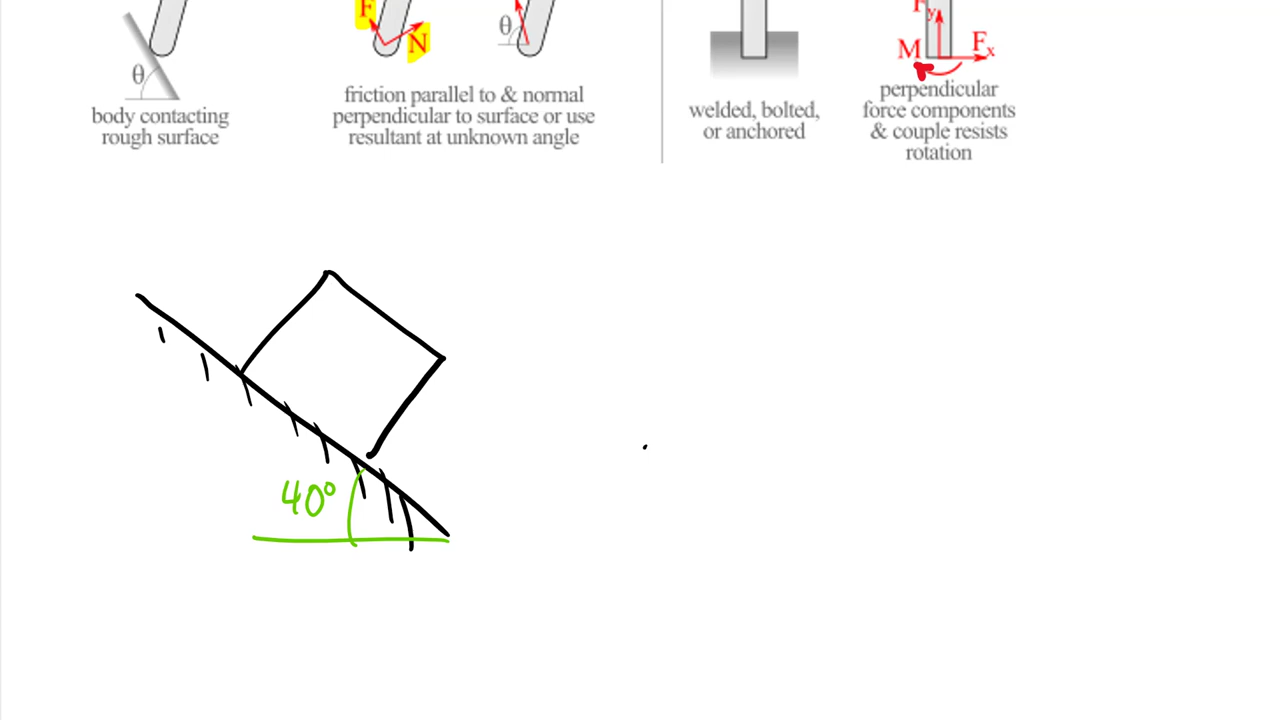 F
N
θ
θ
body contacting
rough surface
friction parallel to & normal
perpendicular to surface or use
resultant at unknown angle
welded, bolted,
or anchored
Fy
M
Fx
perpendicular
force components
& couple resists
rotation
40°